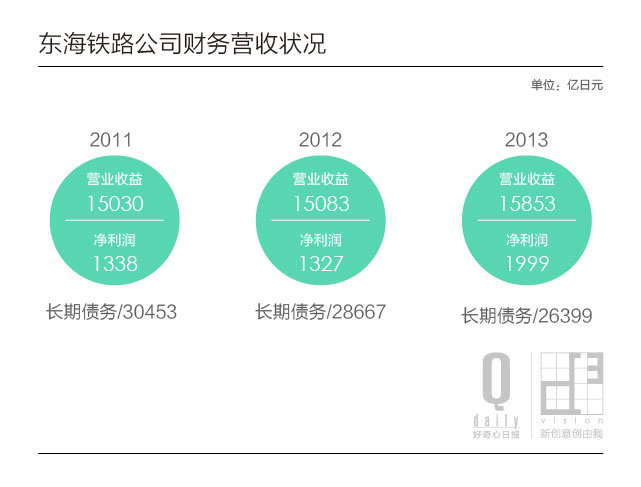 东海铁路公司财务营收状况
单位：亿日元
2011
2012
2013
营业收益
15030
净利润
1338
营业收益
15083
净利润
1327
营业收益
15853
净利润
1999
长期债务/30453
长期债务/28667
长期债务/26399
Q
daily
好奇心日报
vision
新创意创由我